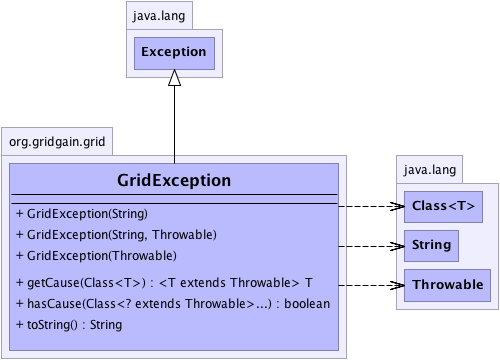 java.lang
Exception
org.gridgain.grid
GridException
+ GridException(String)
+ GridException(String, Throwable)
+ GridException(Throwable)
+ getCause(Class<T>) : <T extends Throwable> T
+ hasCause(Class<? extends Throwable>...) : boolean
+ toString() : String
java.lang
Class<T>
String
Throwable